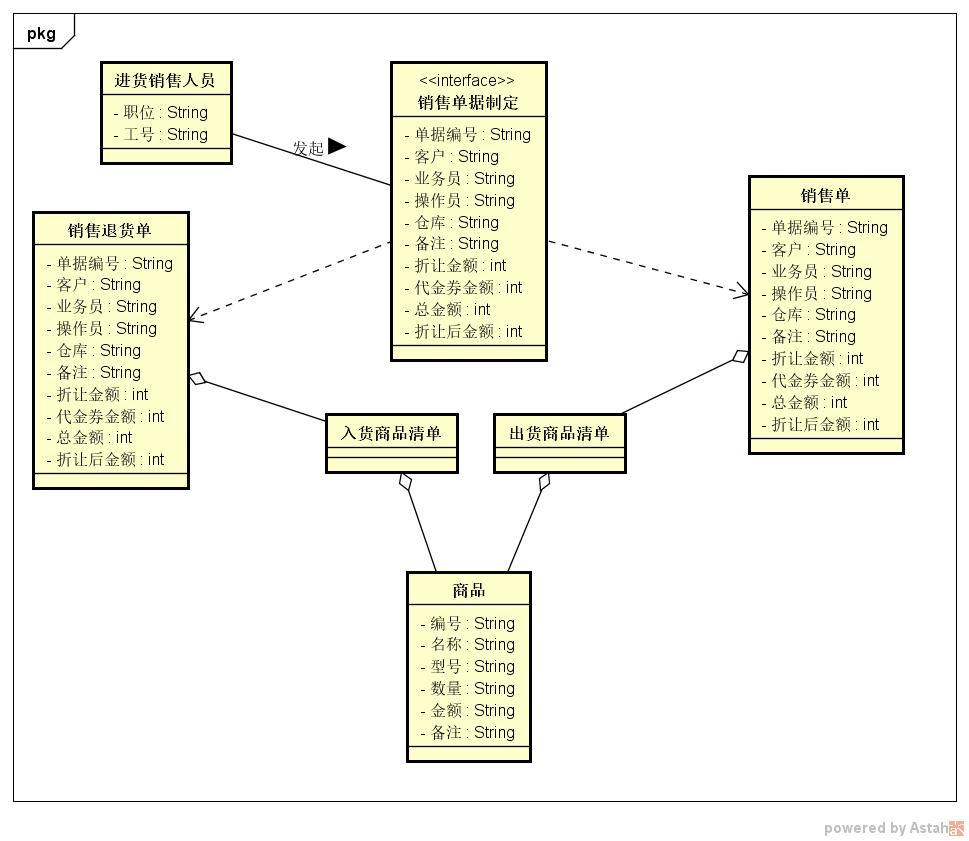 pkg
进货销售人员
- 职位 : String
- 工号 : String
发起
<<interface>>
销售单据制定
- 单据编号 : String
- 客户 : String
- 业务员 : String
- 操作员 : String
- 仓库 : String
- 备注 : String
- 折让金额 : int
- 代金券金额 : int
- 总金额 : int
- 折让后金额 : int
销售单
- 单据编号 : String
- 客户 : String
- 业务员 : String
- 操作员 : String
- 仓库 : String
- 备注 : String
- 折让金额 : int
- 代金券金额 : int
- 总金额 : int
- 折让后金额 : int
销售退货单
- 单据编号 : String
- 客户 : String
- 业务员 : String
- 操作员 : String
- 仓库 : String
- 备注 : String
- 折让金额 : int
- 代金券金额 : int
- 总金额 : int
- 折让后金额 : int
入货商品清单
出货商品清单
商品
- 编号 : String
- 名称 : String
- 型号 : String
- 数量 : String
- 金额 : String
- 备注 : String
powered by Astah